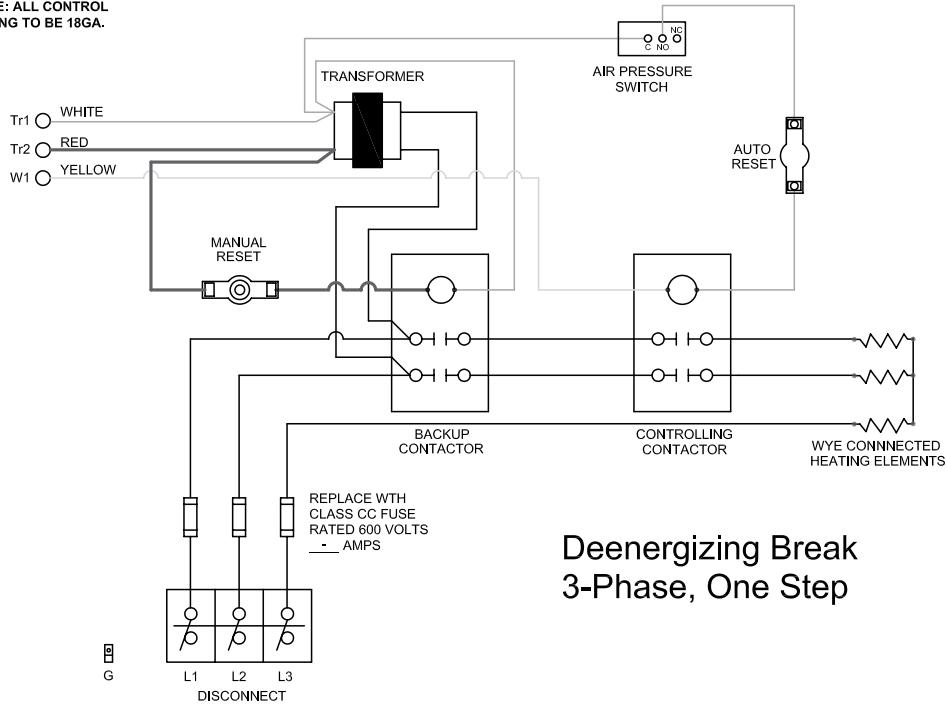 E: ALL CONTROL
NG TO BE 18GA.
TRANSFORMER
NC
C NO
AIR PRESSURE
SWITCH
Tr1 WHITE
Tr2 RED
W1 YELLOW
AUTO
RESET
MANUAL
RESET
BACKUP
CONTACTOR
CONTROLLING
CONTACTOR
WYE CONNNECTED
HEATING ELEMENTS
REPLACE WTH
CLASS CC FUSE
RATED 600 VOLTS
- AMPS
Deenergizing Break
3-Phase, One Step
G
L1 L2 L3
DISCONNECT